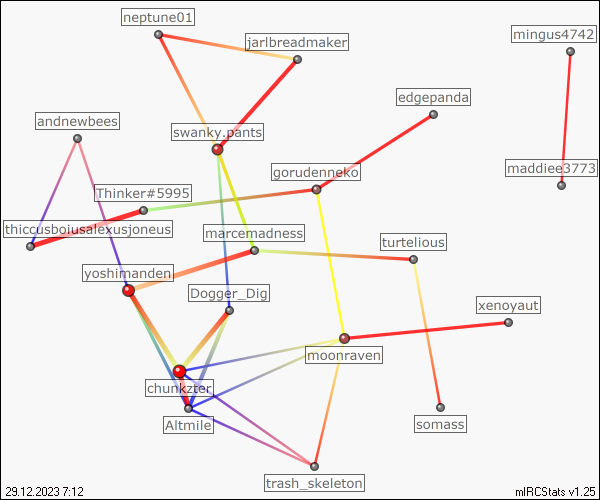 neptune01
jarlbreadmaker
mingus4742
edgepanda
andnewbees
swanky.pants
gorudenneko
maddiee3773
Thinker#5995
thiccusboiusalexusjoneus
marcemadness
turtelious
yoshimanden
Dogger_Dig
xenoyaut
moonraven
chunkzter
Altmile
somass
trash_skeleton
29.12.2023 7:12
mIRCStats v1.25